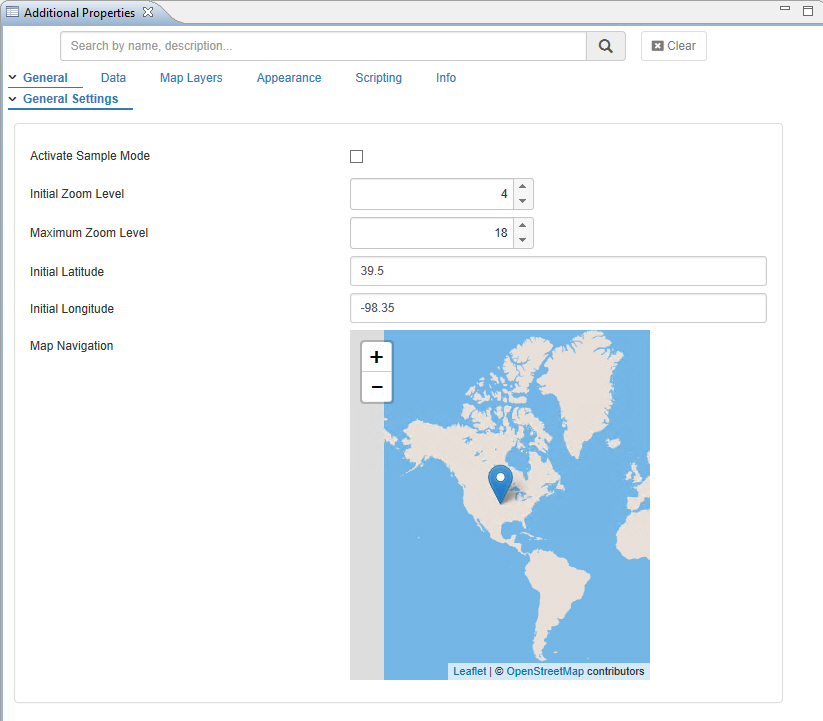 Additional Properties
Search by name, description...
Clear
General Data Map Layers Appearance Scripting Info
General Settings
Activate Sample Mode
Initial Zoom Level 4
Maximum Zoom Level 18
Initial Latitude 39.5
Initial Longitude -98.35
Map Navigation
+
−
Leaflet | © OpenStreetMap contributors